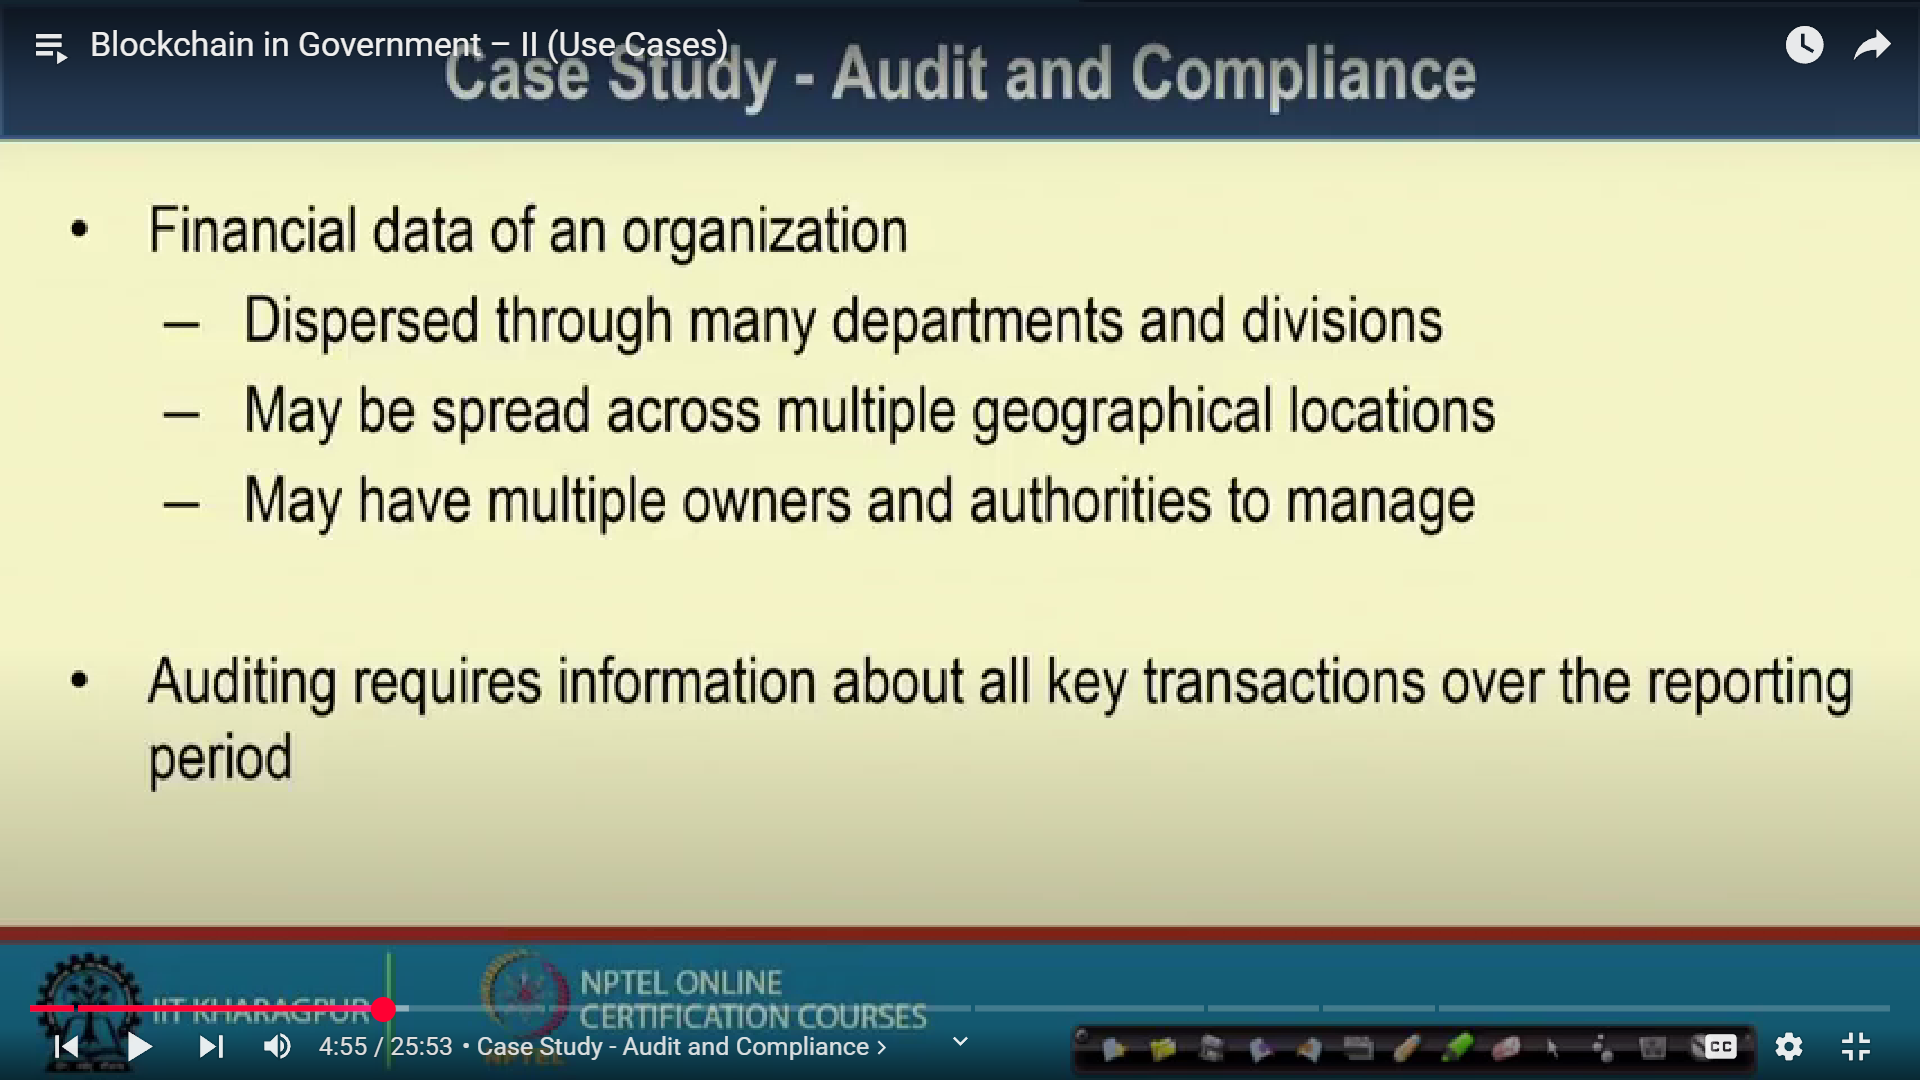 Blockchain in Government – II (Use Cases)
Case Study - Audit and Compliance
• Financial data of an organization
– Dispersed through many departments and divisions
– May be spread across multiple geographical locations
– May have multiple owners and authorities to manage
• Auditing requires information about all key transactions over the reporting
period
IIT KHARAGPUR
NPTEL ONLINE
CERTIFICATION COURSES
NPTEL
4:55 / 25:53 • Case Study - Audit and Compliance >
CC